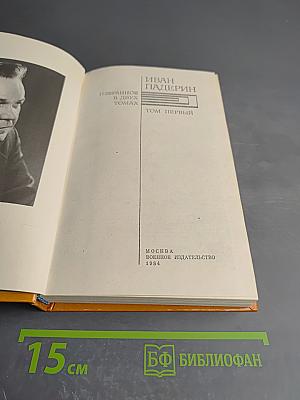 ИВАН
ПАДЕРИН
ИЗБРАННОЕ
В ДВУХ
ТОМАХ
ТОМ ПЕРВЫЙ
МОСКВА
ВОЕННОЕ ИЗДАТЕЛЬСТВО
1984
15 см
БФ БИБЛИОФАН